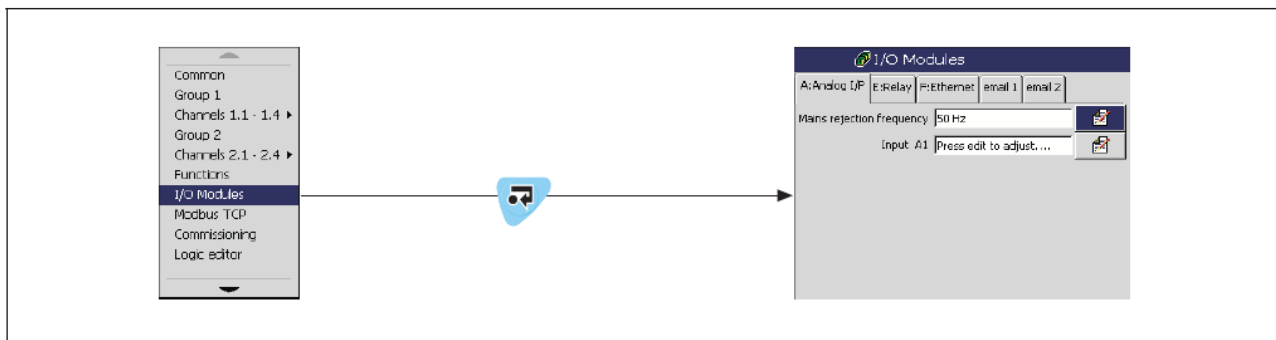 Common
Group 1
Channels 1.1 - 1.4
Group 2
Channels 2.1 - 2.4
Functions
I/O Modules
Modbus TCP
Commissioning
Logic editor
I/O Modules
A:Analog I/P E:Relay F:Ethernet email 1 email 2
Mains rejection frequency 50 Hz
Input A1 Press edit to adjust....